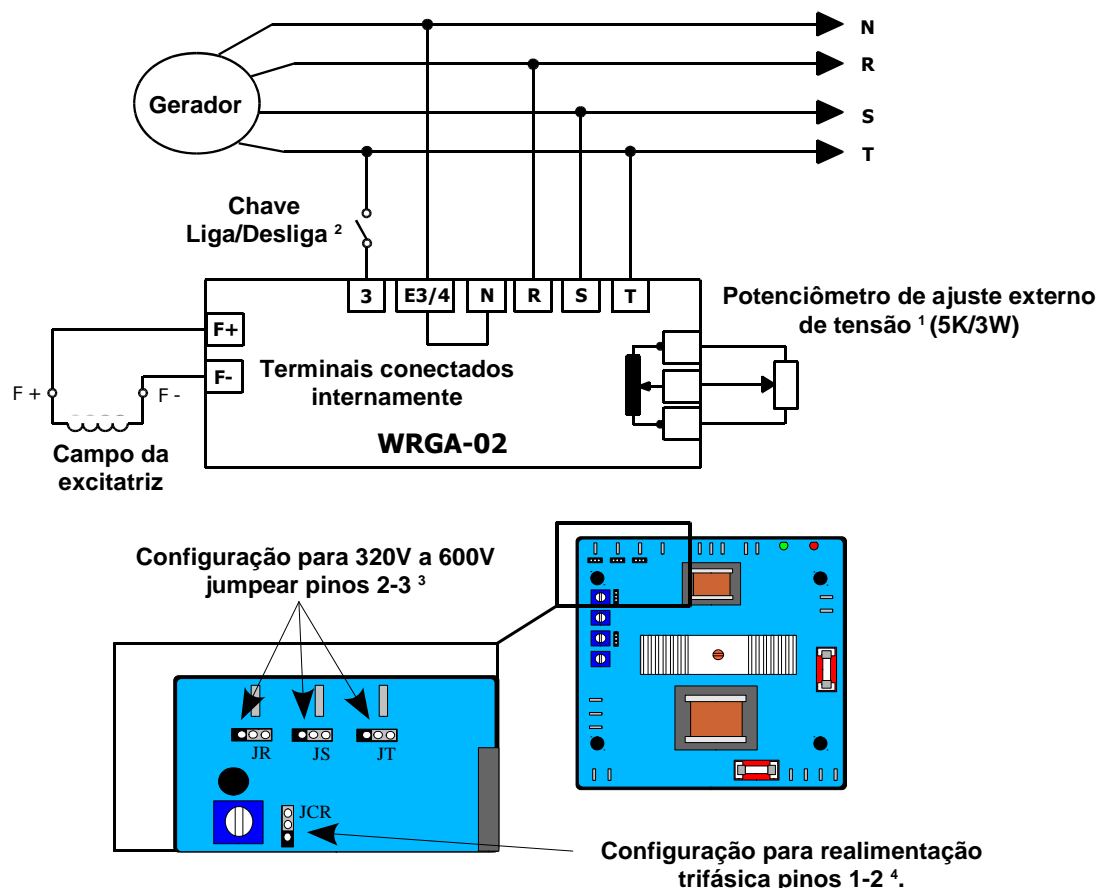 N
R
Gerador
S
T
Chave
Liga/Desliga ²
3 E3/4 N R S T
Potenciômetro de ajuste externo
de tensão ¹ (5K/3W)
F+
F-
Terminais conectados
internamente
F + F -
WRGA-02
Campo da
excitatriz
Configuração para 320V a 600V
jumpear pinos 2-3 ³
JR JS JT
JCR
Configuração para realimentação
trifásica pinos 1-2 ⁴.